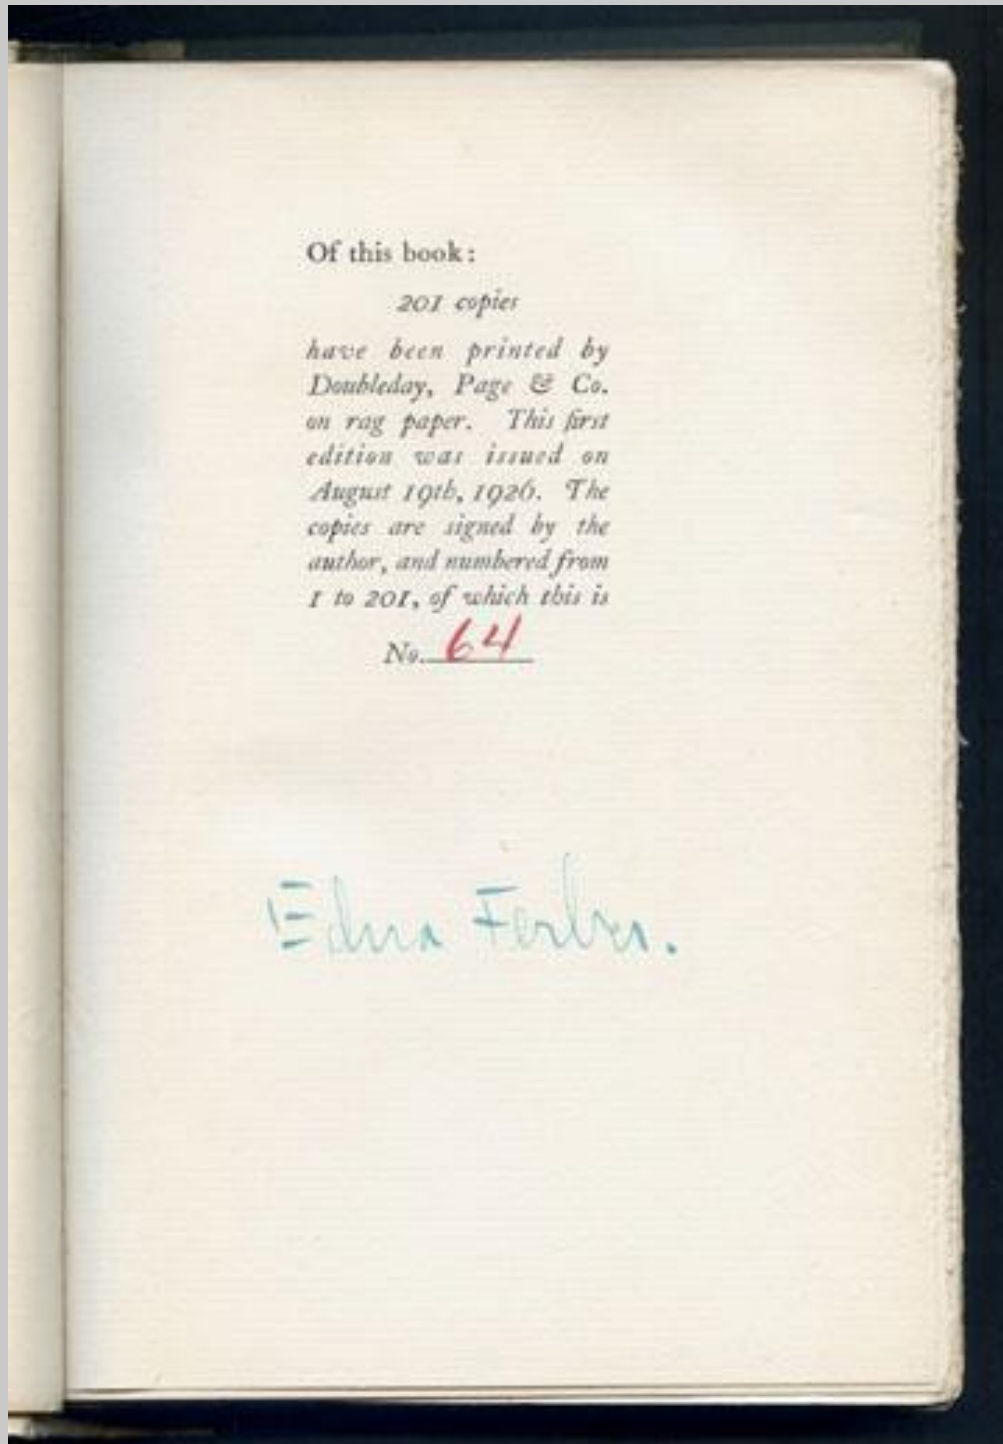 Of this book:
201 copies
have been printed by
Doubleday, Page & Co.
on rag paper. This first
edition was issued on
August 19th, 1926. The
copies are signed by the
author, and numbered from
1 to 201, of which this is
No. 64
Edna Ferber.